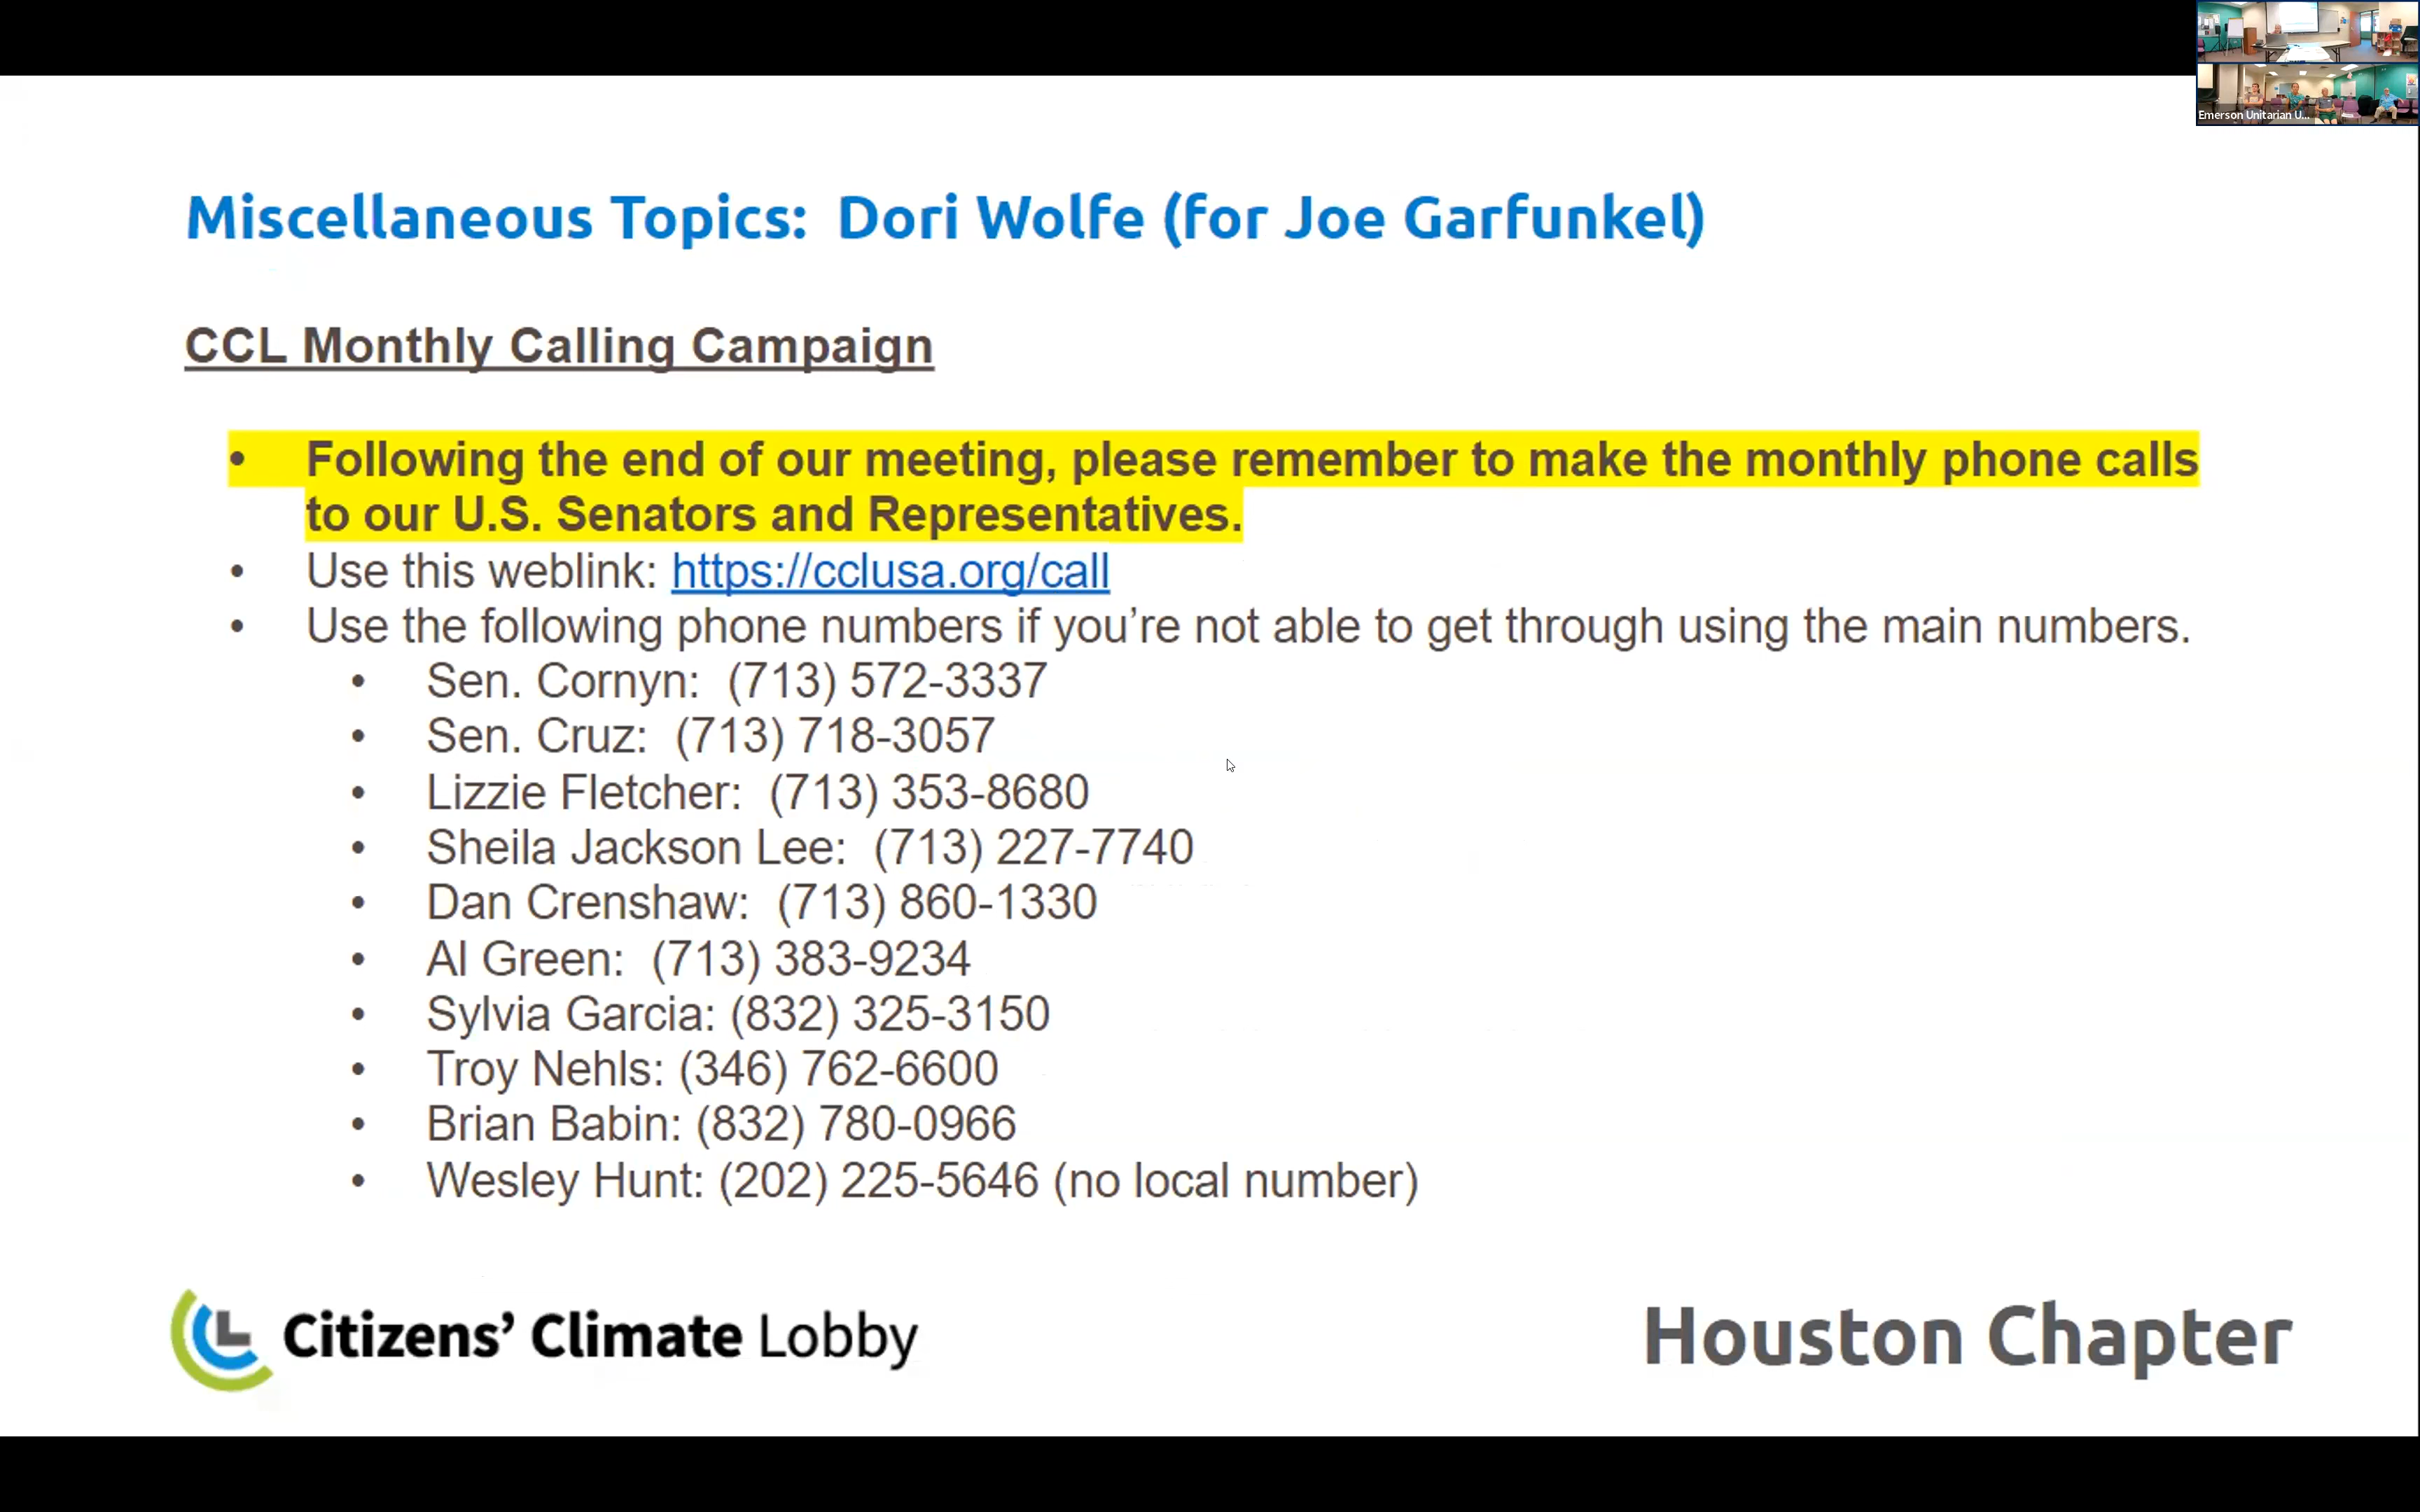 Emerson Unitarian U...
Miscellaneous Topics:  Dori Wolfe (for Joe Garfunkel)
CCL Monthly Calling Campaign
• Following the end of our meeting, please remember to make the monthly phone calls
to our U.S. Senators and Representatives.
• Use this weblink: https://cclusa.org/call
• Use the following phone numbers if you’re not able to get through using the main numbers.
• Sen. Cornyn:  (713) 572-3337
• Sen. Cruz:  (713) 718-3057
• Lizzie Fletcher:  (713) 353-8680
• Sheila Jackson Lee:  (713) 227-7740
• Dan Crenshaw:  (713) 860-1330
• Al Green:  (713) 383-9234
• Sylvia Garcia: (832) 325-3150
• Troy Nehls: (346) 762-6600
• Brian Babin: (832) 780-0966
• Wesley Hunt: (202) 225-5646 (no local number)
Citizens’ Climate Lobby
Houston Chapter